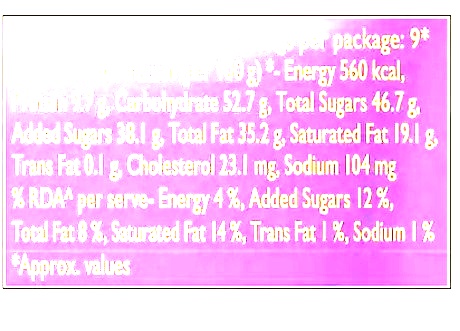 per package: 9*
g) *- Energy 560 kcal,
Carbohydrate 52.7 g, Total Sugars 46.7 g,
Added Sugars 38.1 g, Total Fat 35.2 g, Saturated Fat 19.1 g,
Trans Fat 0.1 g, Cholesterol 23.1 mg, Sodium 104 mg
% RDA^ per serve- Energy 4 %, Added Sugars 12 %,
Total Fat 8 %, Saturated Fat 14 %, Trans Fat 1 %, Sodium 1 %
*Approx. values